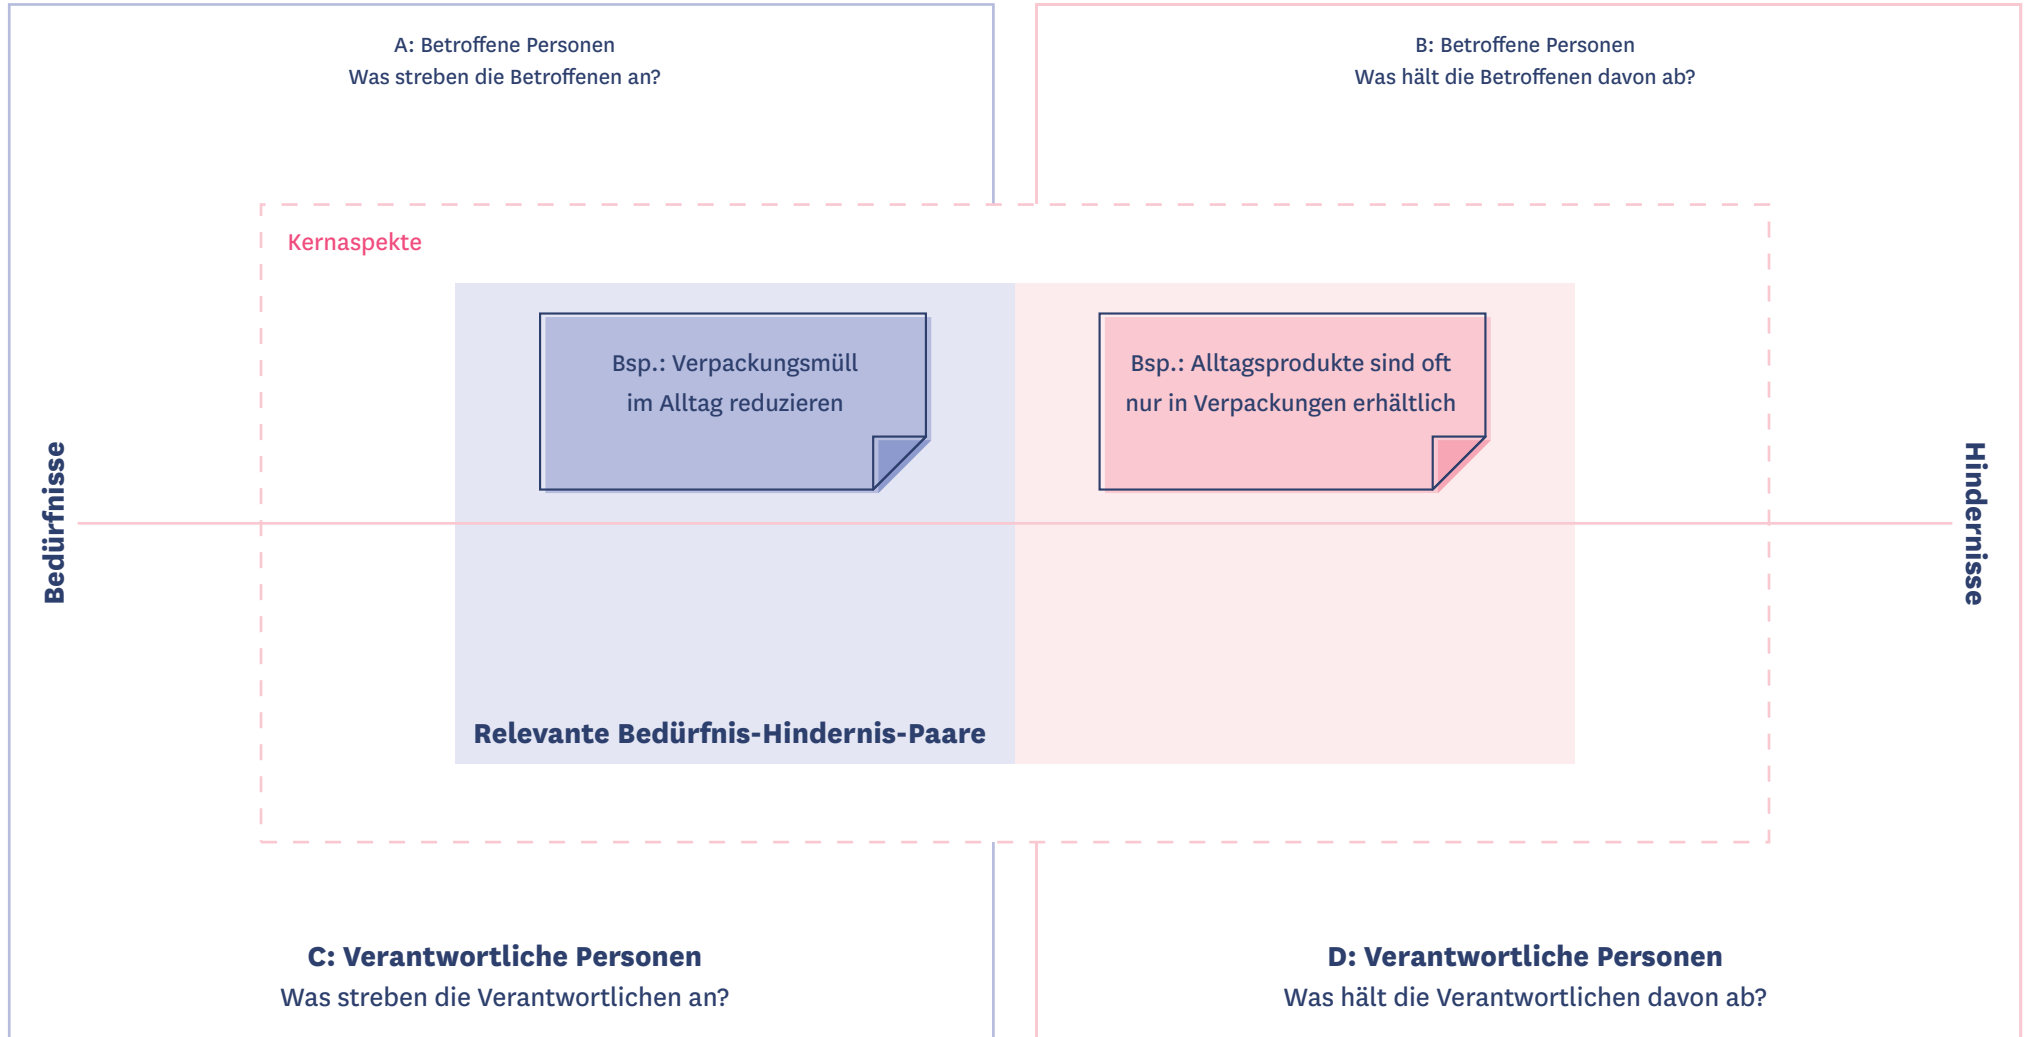 A: Betroffene Personen
Was streben die Betroffenen an?
B: Betroffene Personen
Was hält die Betroffenen davon ab?
Kernaspekte
Bsp.: Verpackungsmüll
im Alltag reduzieren
Bsp.: Alltagsprodukte sind oft
nur in Verpackungen erhältlich
Bedürfnisse
Hindernisse
Relevante Bedürfnis-Hindernis-Paare
C: Verantwortliche Personen
Was streben die Verantwortlichen an?
D: Verantwortliche Personen
Was hält die Verantwortlichen davon ab?